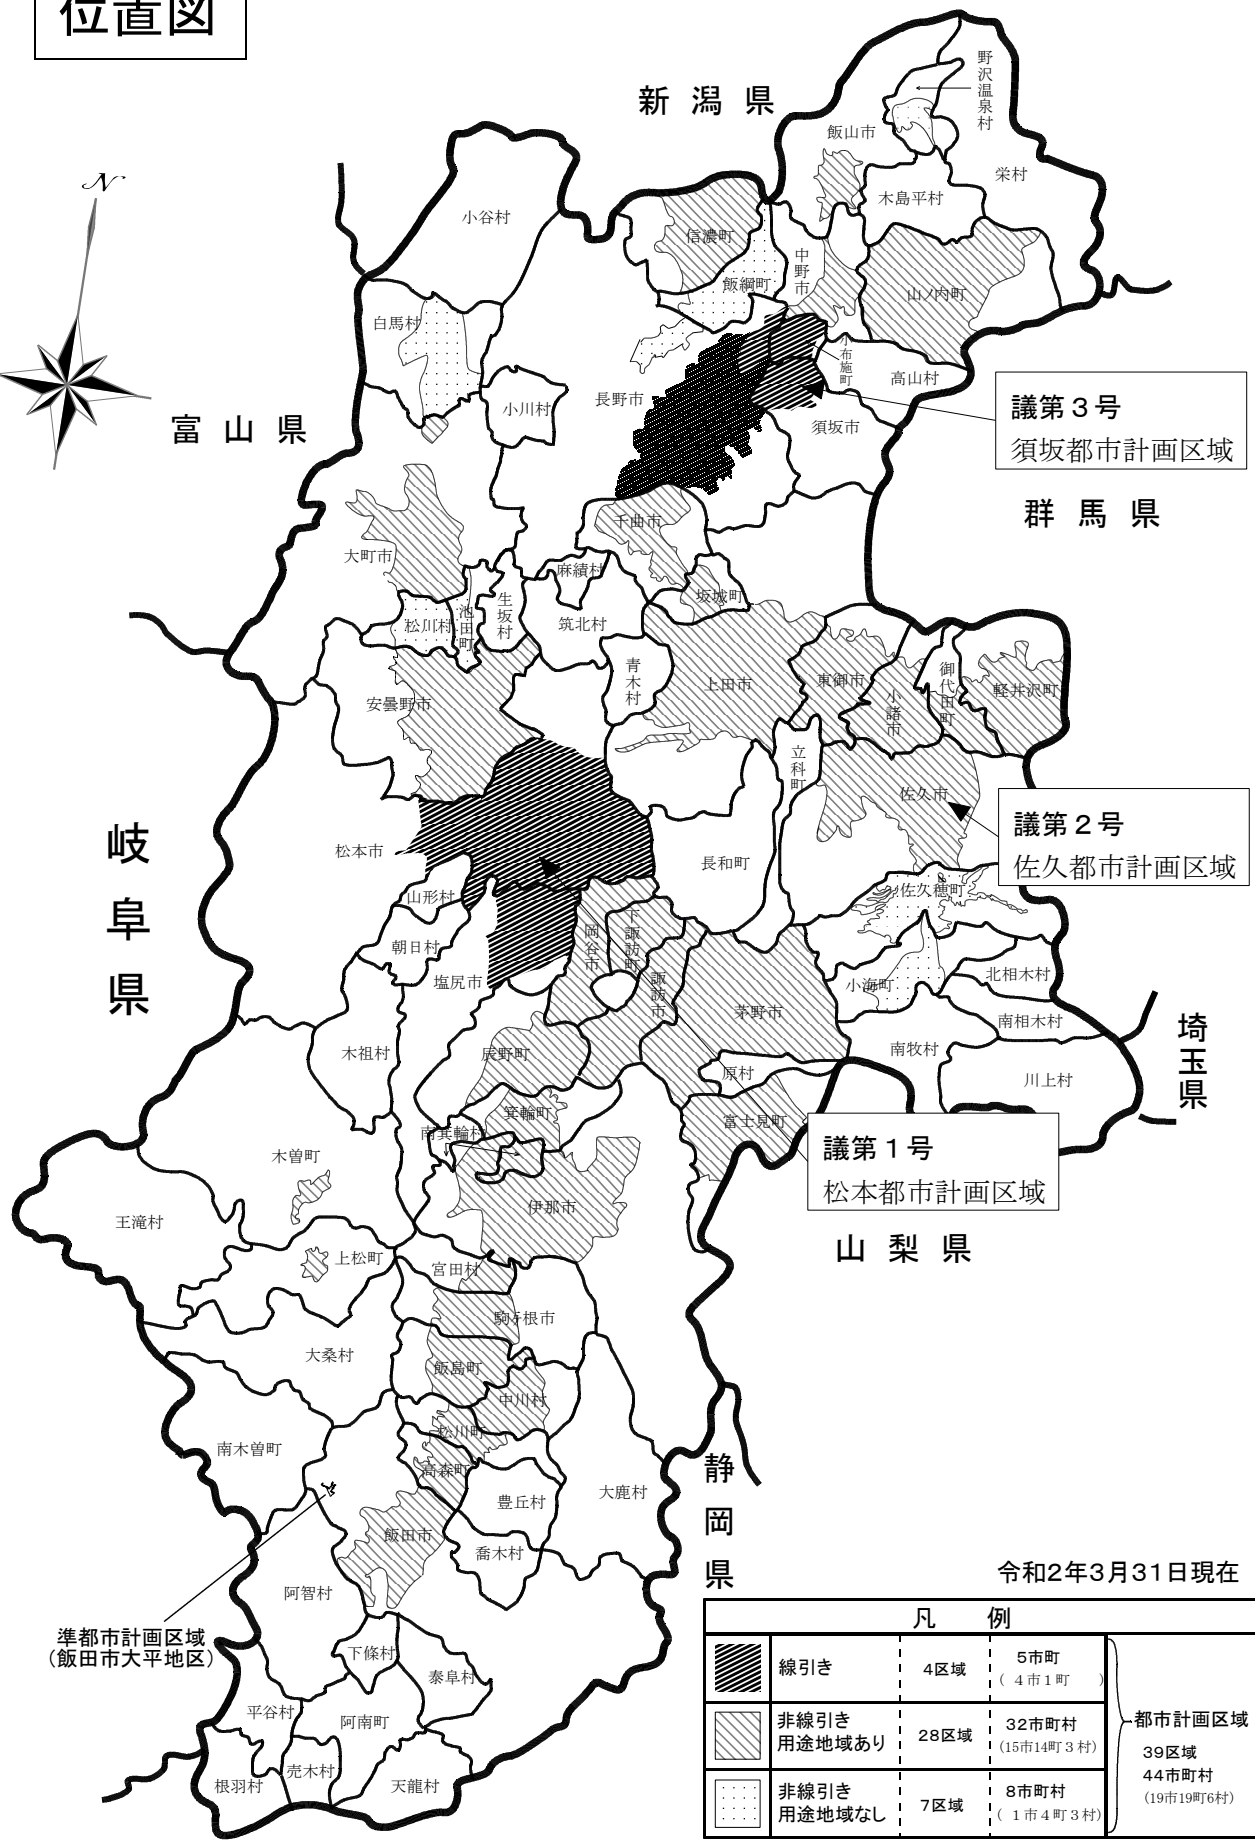 位置図
N
新潟県
富山県
群馬県
岐阜県
埼玉県
山梨県
静岡県
野沢温泉村
飯山市
栄村
木島平村
小谷村
信濃町
中野市
飯綱町
山ノ内町
白馬村
小布施町
高山村
長野市
小川村
須坂市
議第3号
須坂都市計画区域
千曲市
大町市
麻績村
坂城町
生坂村
池田町
松川村
筑北村
青木村
上田市
東御市
小諸市
御代田町
軽井沢町
安曇野市
立科町
佐久市
議第2号
佐久都市計画区域
松本市
長和町
山形村
佐久穂町
朝日村
岡谷市
下諏訪町
塩尻市
諏訪市
小海町
北相木村
茅野市
南相木村
木祖村
辰野町
南牧村
原村
川上村
箕輪町
富士見町
南箕輪村
議第1号
松本都市計画区域
木曽町
伊那市
王滝村
上松町
宮田村
駒ヶ根市
大桑村
飯島町
中川村
松川町
南木曽町
高森町
豊丘村
大鹿村
飯田市
喬木村
阿智村
準都市計画区域
(飯田市大平地区)
下條村
泰阜村
平谷村
阿南町
売木村
根羽村
天龍村
令和2年3月31日現在
凡 例
線引き 4区域 5市町
( 4市1町 )
非線引き
用途地域あり 28区域 32市町村
(15市14町3村)
非線引き
用途地域なし 7区域 8市町村
( 1市4町3村)
都市計画区域
39区域
44市町村
(19市19町6村)